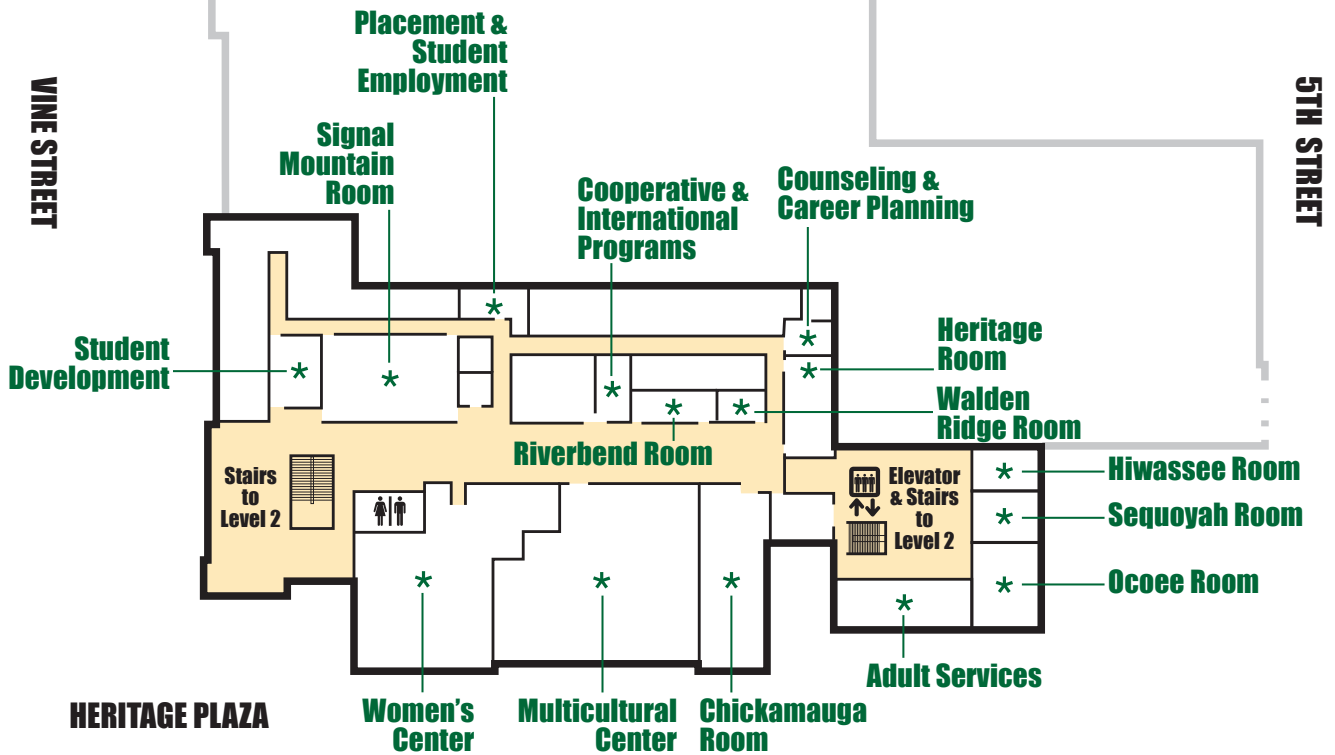 Placement &
Student
Employment
VINE STREET
5TH STREET
Signal
Mountain
Room
Cooperative &
International
Programs
Counseling &
Career Planning
Student
Development
Heritage
Room
Walden
Ridge Room
Riverbend Room
Stairs
to
Level 2
Elevator
& Stairs
to
Level 2
Hiwassee Room
Sequoyah Room
Ocoee Room
Adult Services
HERITAGE PLAZA
Women's
Center
Multicultural
Center
Chickamauga
Room